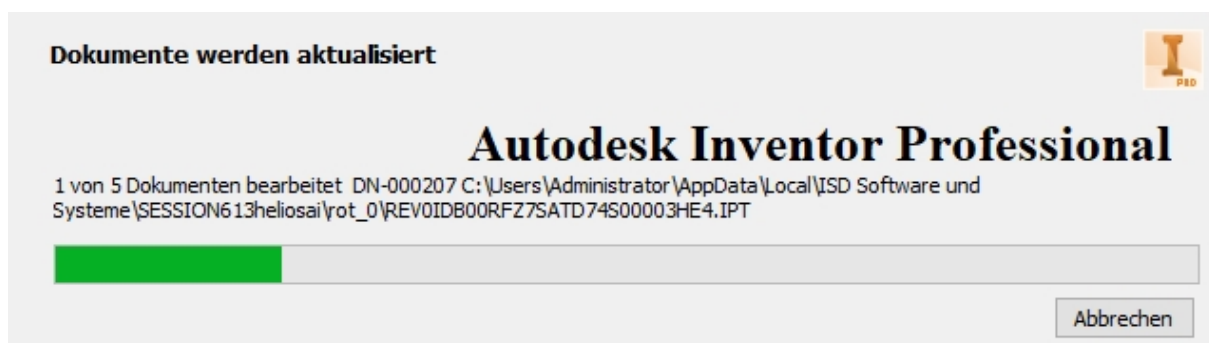 Dokumente werden aktualisiert
I
PRO
Autodesk Inventor Professional
1 von 5 Dokumenten bearbeitet DN-000207 C:\Users\Administrator\AppData\Local\ISD Software und
Systeme\SESSION613heliosai\rot_0\REV0IDB00RFZ7SATD74S00003HE4.IPT
Abbrechen